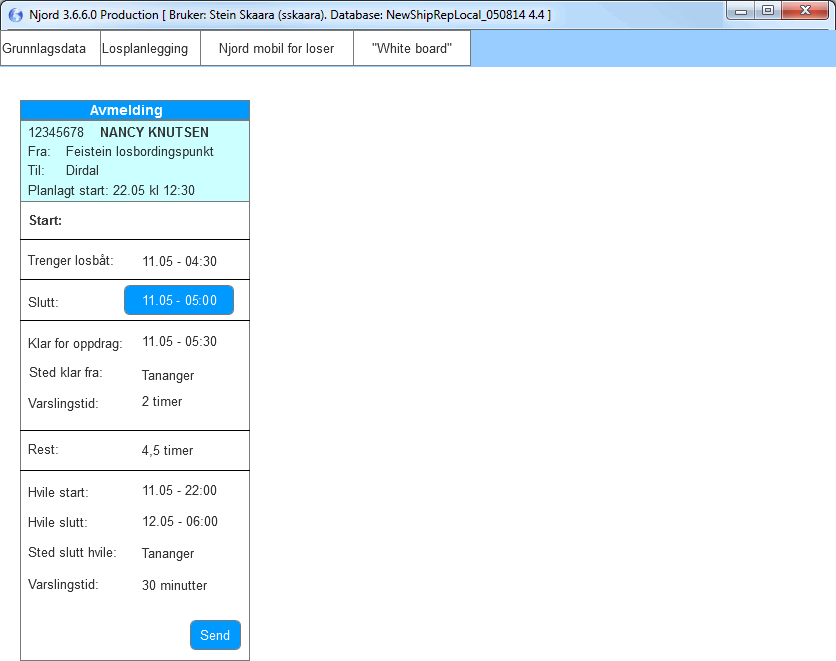 Njord 3.6.6.0 Production [ Bruker: Stein Skaara (sskaara). Database: NewShipRepLocal_050814 4.4 ]
Grunnlagsdata Losplanlegging Njord mobil for loser "White board"
Avmelding
12345678 NANCY KNUTSEN
Fra: Feistein losbordingspunkt
Til: Dirdal
Planlagt start: 22.05 kl 12:30
Start:
Trenger losbåt: 11.05 - 04:30
Slutt: 11.05 - 05:00
Klar for oppdrag: 11.05 - 05:30
Sted klar fra: Tananger
Varslingstid: 2 timer
Rest: 4,5 timer
Hvile start: 11.05 - 22:00
Hvile slutt: 12.05 - 06:00
Sted slutt hvile: Tananger
Varslingstid: 30 minutter
Send